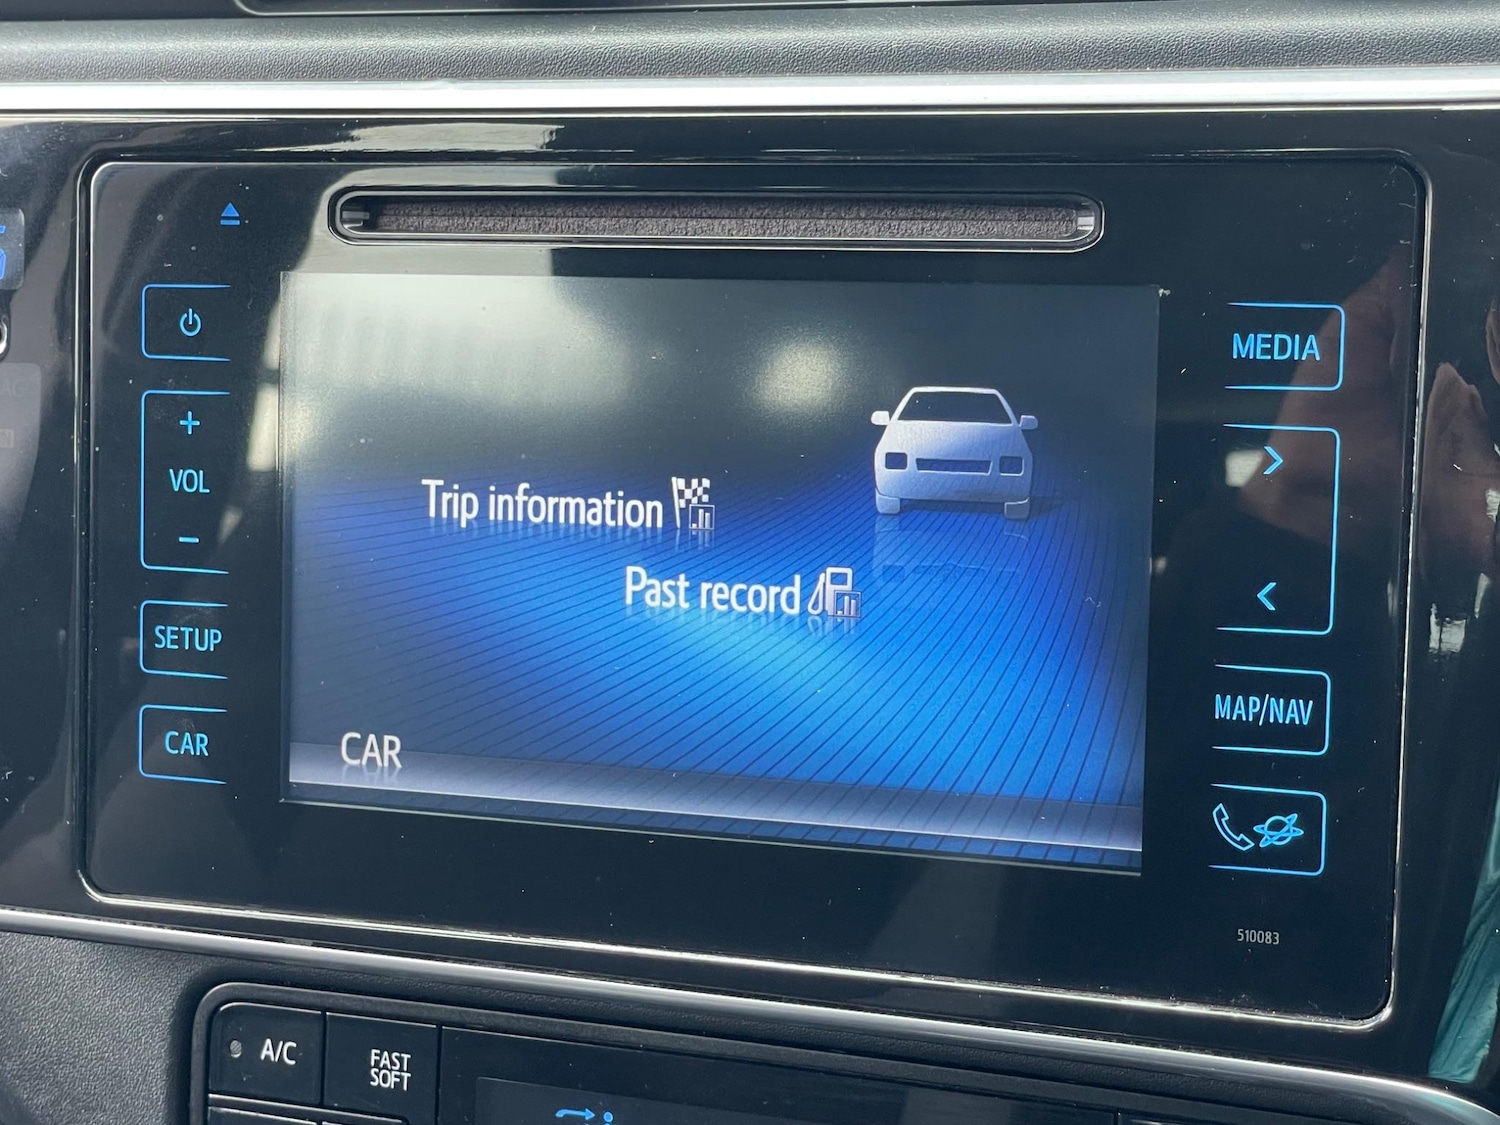 MEDIA
VOL
Trip information
Past record
SETUP
MAP/NAV
CAR
CAR
510083
A/C
FAST
SOFT